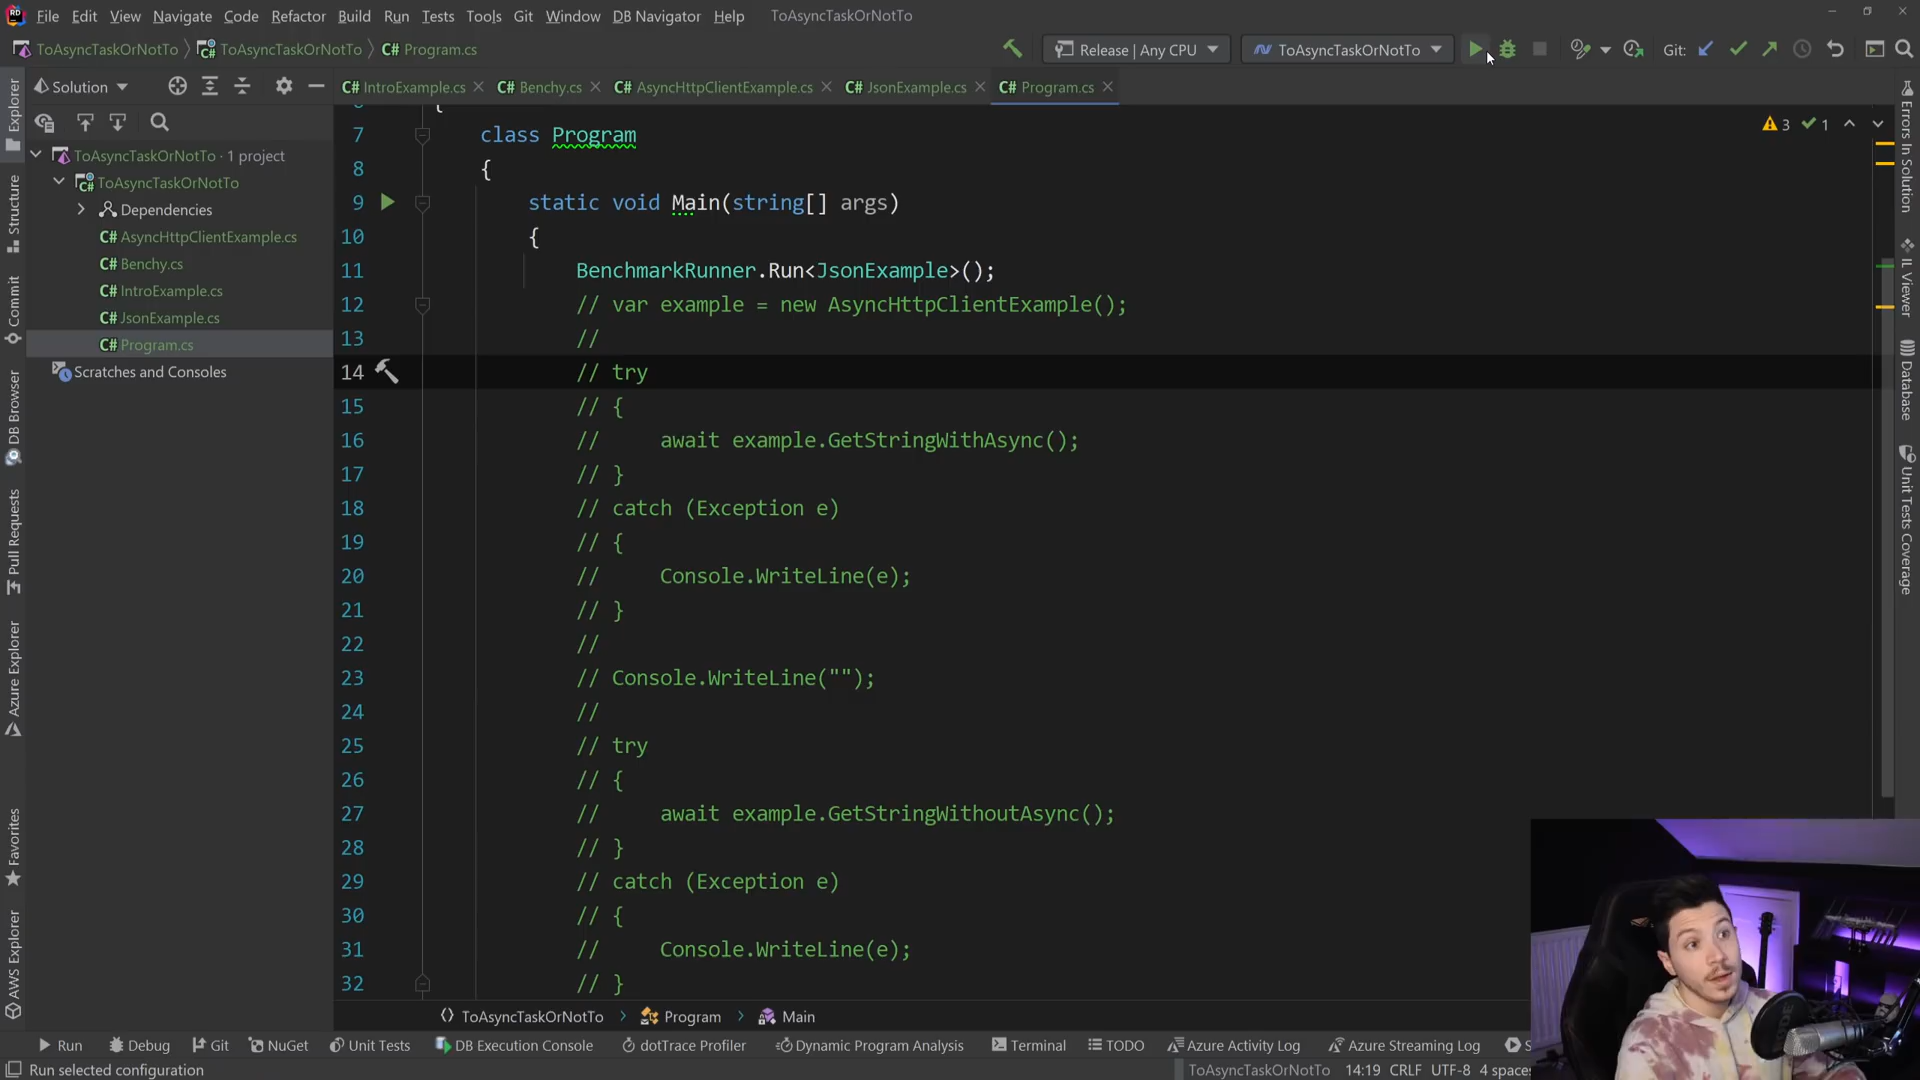 File Edit View Navigate Code Refactor Build Run Tests Tools Git Window DB Navigator Help ToAsyncTaskOrNotTo
ToAsyncTaskOrNotTo ToAsyncTaskOrNotTo C# Program.cs Release | Any CPU ToAsyncTaskOrNotTo Git:
Solution
C# IntroExample.cs C# Benchy.cs C# AsyncHttpClientExample.cs C# JsonExample.cs C# Program.cs
ToAsyncTaskOrNotTo · 1 project
ToAsyncTaskOrNotTo
Dependencies
C# AsyncHttpClientExample.cs
C# Benchy.cs
C# IntroExample.cs
C# JsonExample.cs
C# Program.cs
Scratches and Consoles
Explorer
Structure
Commit
DB Browser
Pull Requests
Azure Explorer
Favorites
AWS Explorer
3 1
7 class Program
8 {
9 static void Main(string[] args)
10 {
11 BenchmarkRunner.Run<JsonExample>();
12 // var example = new AsyncHttpClientExample();
13 //
14 // try
15 // {
16 // await example.GetStringWithAsync();
17 // }
18 // catch (Exception e)
19 // {
20 // Console.WriteLine(e);
21 // }
22 //
23 // Console.WriteLine("");
24 //
25 // try
26 // {
27 // await example.GetStringWithoutAsync();
28 // }
29 // catch (Exception e)
30 // {
31 // Console.WriteLine(e);
32 // }
Errors In Solution
IL Viewer
Database
Unit Tests Coverage
ToAsyncTaskOrNotTo Program Main
Run Debug Git NuGet Unit Tests DB Execution Console dotTrace Profiler Dynamic Program Analysis Terminal TODO Azure Activity Log Azure Streaming Log
Run selected configuration ToAsyncTaskOrNotTo 14:19 CRLF UTF-8 4 spaces